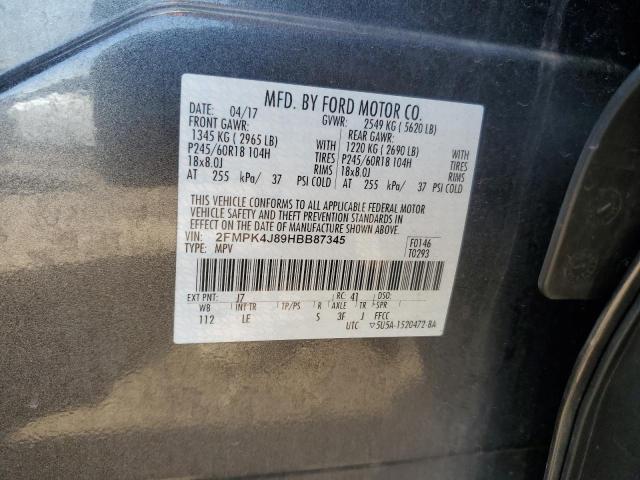 MFD. BY FORD MOTOR CO.
DATE: 04/17 GVWR: 2549 KG ( 5620 LB)
FRONT GAWR: REAR GAWR:
1345 KG ( 2965 LB) 1220 KG ( 2690 LB)
P245/60R18 104H TIRES P245/60R18 104H TIRES
18x8.0J RIMS 18x8.0J RIMS
AT 255 kPa/ 37 PSI COLD AT 255 kPa/ 37 PSI COLD
THIS VEHICLE CONFORMS TO ALL APPLICABLE FEDERAL MOTOR
VEHICLE SAFETY AND THEFT PREVENTION STANDARDS IN
EFFECT ON THE DATE OF MANUFACTURE SHOWN ABOVE.
VIN: 2FMPK4J89HBB87345 F0146
TYPE: MPV T0293
EXT PNT: J7 RC: 41 DSO:
WB INT TR TP/PS R AXLE TR SPR
112 LE S 3F J FFCC
UTC ▽5U5A-1520472-BA